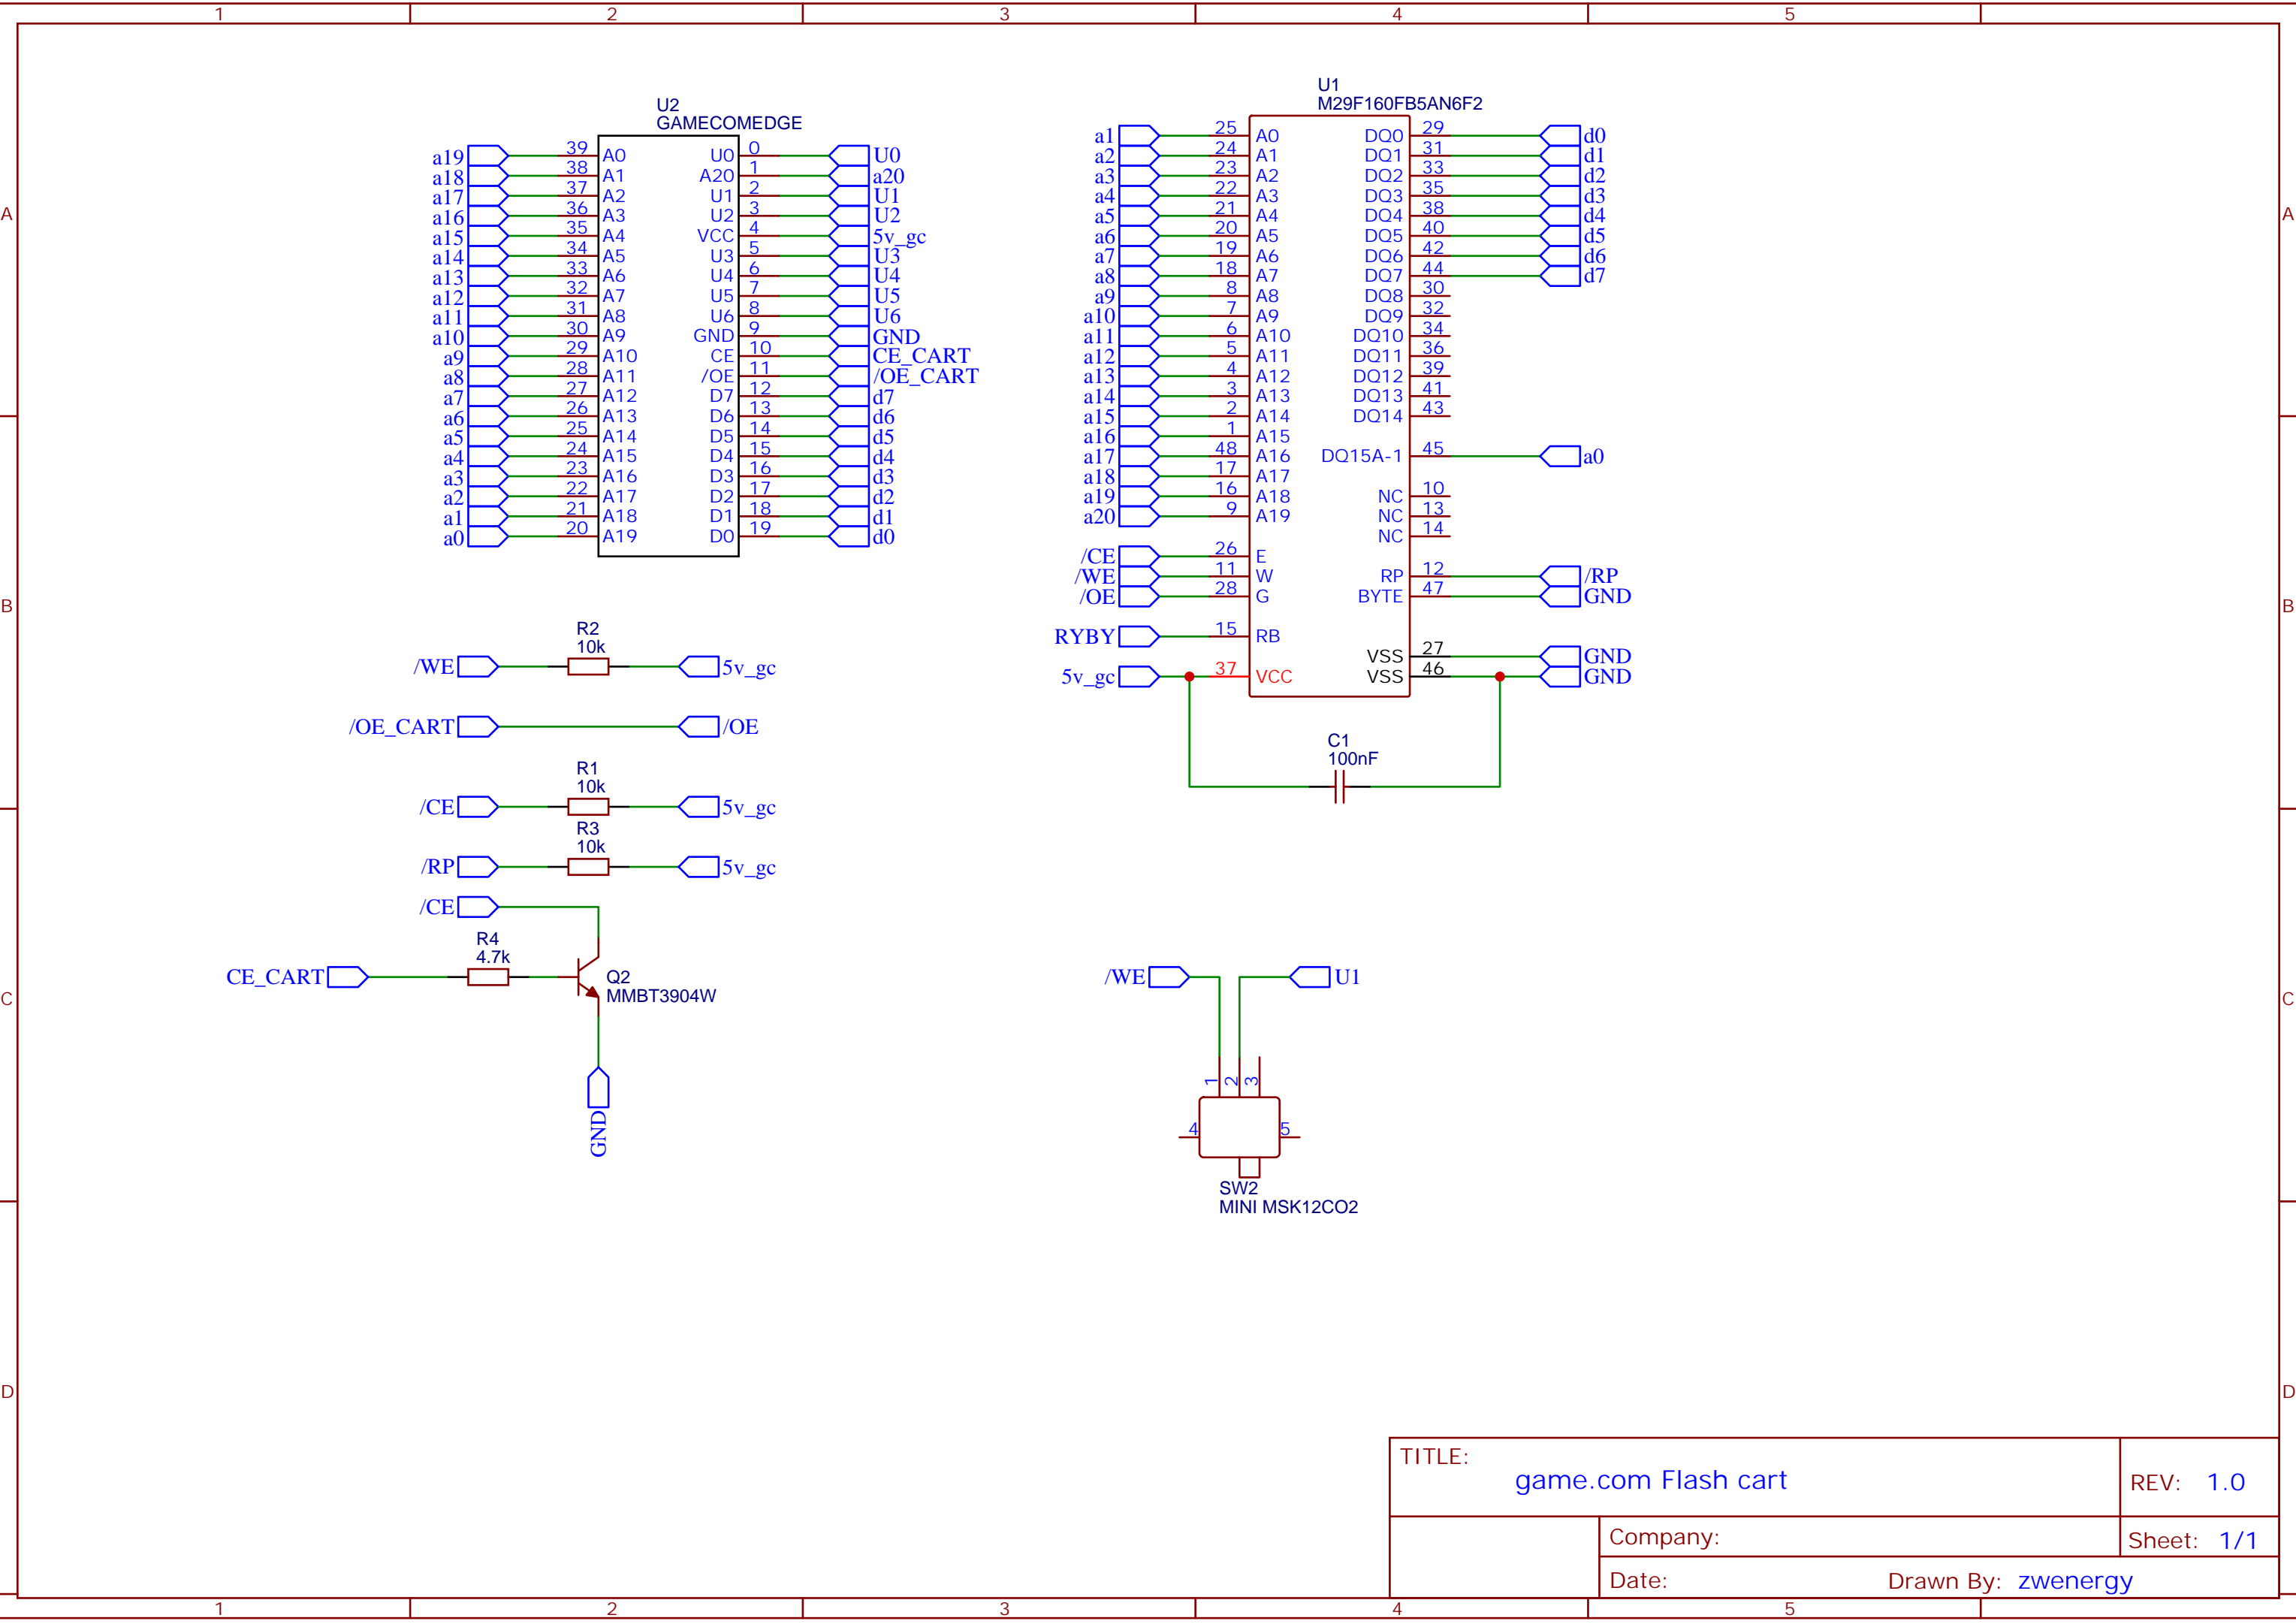 1 2 3 4 5
U2
GAMECOMEDGE
a19 39 A0 U0 0 U0
a18 38 A1 A20 1 a20
a17 37 A2 U1 2 U1
a16 36 A3 U2 3 U2
a15 35 A4 VCC 4 5v_gc
a14 34 A5 U3 5 U3
a13 33 A6 U4 6 U4
a12 32 A7 U5 7 U5
a11 31 A8 U6 8 U6
a10 30 A9 GND 9 GND
a9 29 A10 CE 10 CE_CART
a8 28 A11 /OE 11 /OE_CART
a7 27 A12 D7 12 d7
a6 26 A13 D6 13 d6
a5 25 A14 D5 14 d5
a4 24 A15 D4 15 d4
a3 23 A16 D3 16 d3
a2 22 A17 D2 17 d2
a1 21 A18 D1 18 d1
a0 20 A19 D0 19 d0
U1
M29F160FB5AN6F2
a1 25 A0 DQ0 29 d0
a2 24 A1 DQ1 31 d1
a3 23 A2 DQ2 33 d2
a4 22 A3 DQ3 35 d3
a5 21 A4 DQ4 38 d4
a6 20 A5 DQ5 40 d5
a7 19 A6 DQ6 42 d6
a8 18 A7 DQ7 44 d7
a9 8 A8 DQ8 30
a10 7 A9 DQ9 32
a11 6 A10 DQ10 34
a12 5 A11 DQ11 36
a13 4 A12 DQ12 39
a14 3 A13 DQ13 41
a15 2 A14 DQ14 43
a16 1 A15
a17 48 A16 DQ15A-1 45 a0
a18 17 A17
a19 16 A18 NC 10
a20 9 A19 NC 13
NC 14
/CE 26 E
/WE 11 W RP 12 /RP
/OE 28 G BYTE 47 GND
RYBY 15 RB
VSS 27 GND
5v_gc 37 VCC VSS 46 GND
C1
100nF
R2
10k
/WE 5v_gc
/OE_CART /OE
R1
10k
/CE 5v_gc
R3
10k
/RP 5v_gc
/CE
R4
4.7k
CE_CART
Q2
MMBT3904W
GND
/WE U1
1 2 3
4 5
SW2
MINI MSK12CO2
A A
B B
C C
D D
TITLE:
game.com Flash cart
REV: 1.0
Company:
Sheet: 1/1
Date:
Drawn By: zwenergy
1 2 3 4 5